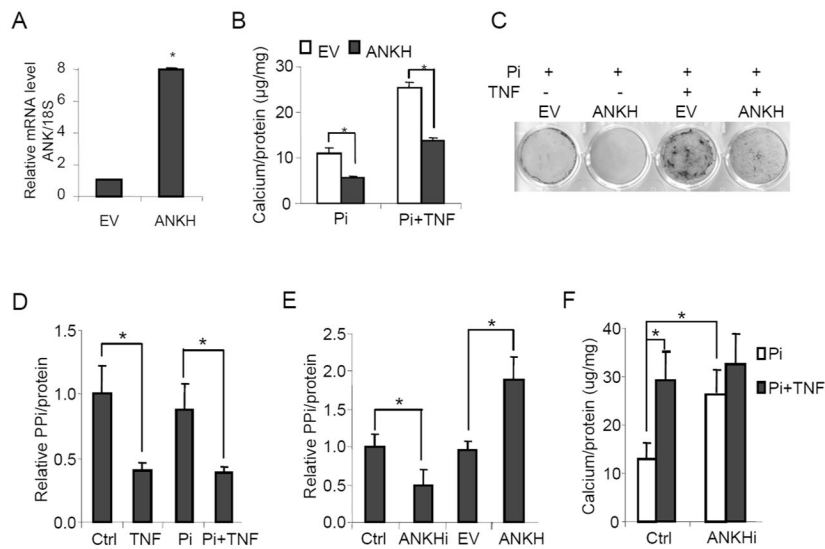 A
Relative mRNA level
ANK/18S
8
6
4
2
0
*
EV
ANKH
B
EV
ANKH
Calcium/protein (μg/mg)
30
20
10
0
*
*
Pi
Pi+TNF
C
Pi + + + +
TNF - - + +
EV ANKH EV ANKH
D
Relative PPi/protein
1.5
1.0
0.5
0.0
*
*
Ctrl TNF Pi Pi+TNF
E
Relative PPi/protein
2.5
2.0
1.5
1.0
0.5
0.0
*
*
Ctrl ANKHi EV ANKH
F
Calcium/protein (ug/mg)
40
30
20
10
0
*
*
Pi
Pi+TNF
Ctrl ANKHi